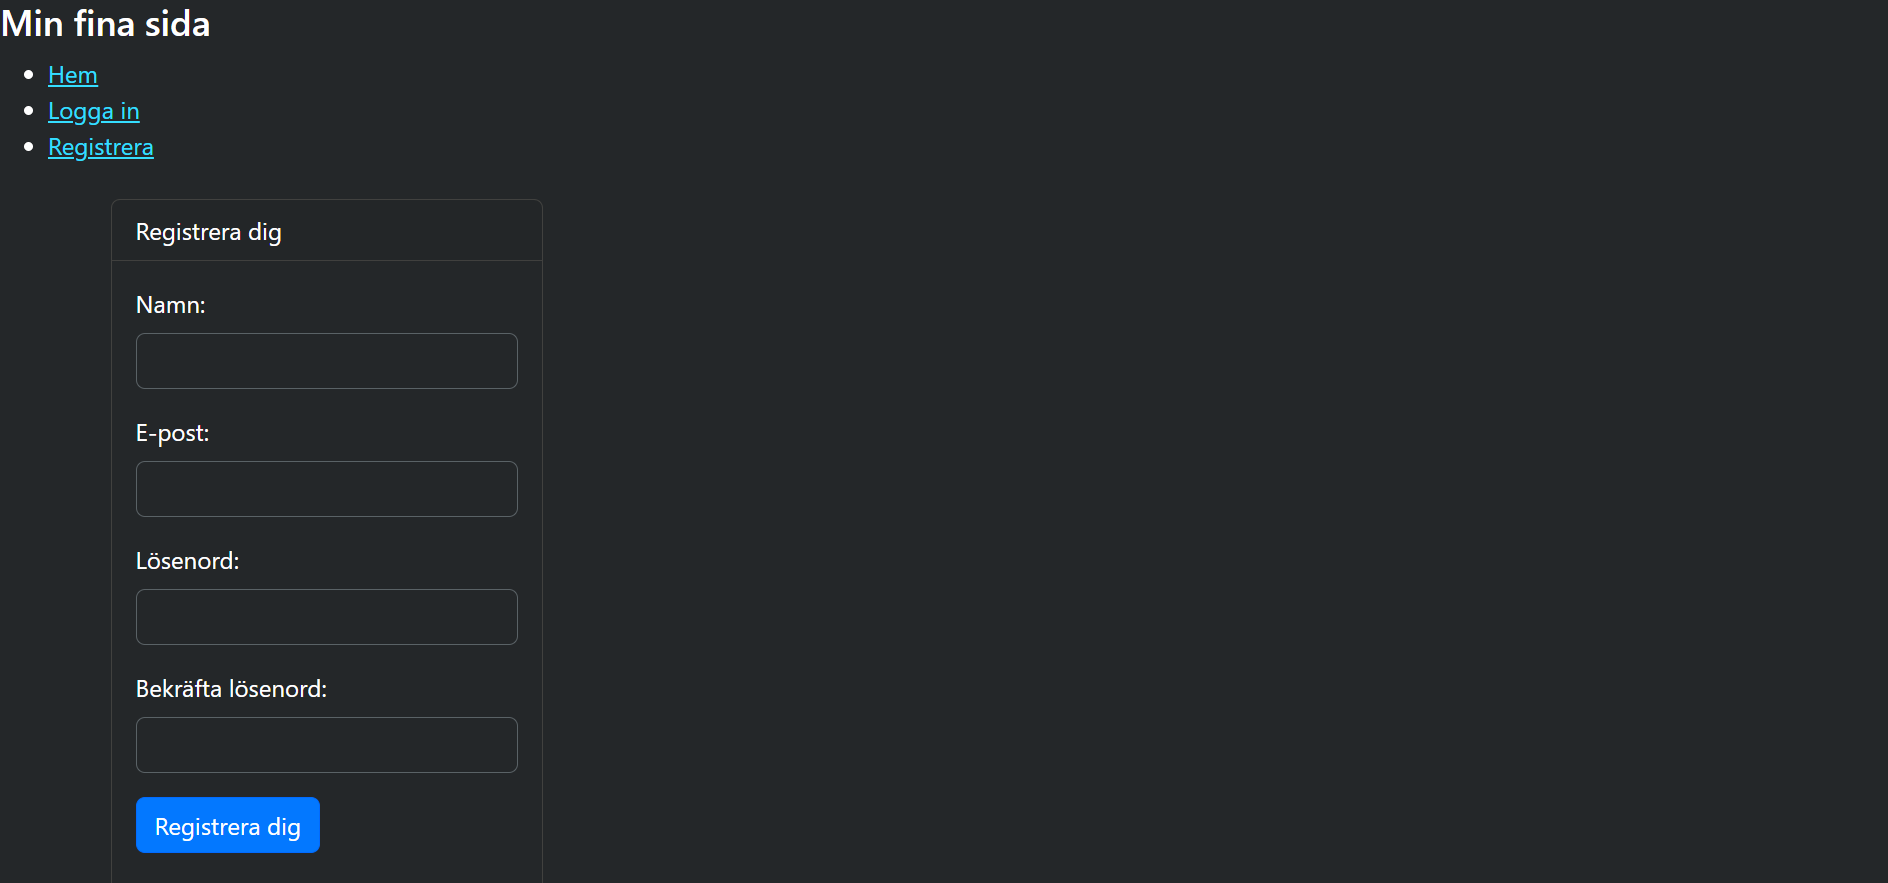 Min fina sida
Hem
Logga in
Registrera
Registrera dig
Namn:
E-post:
Lösenord:
Bekräfta lösenord:
Registrera dig